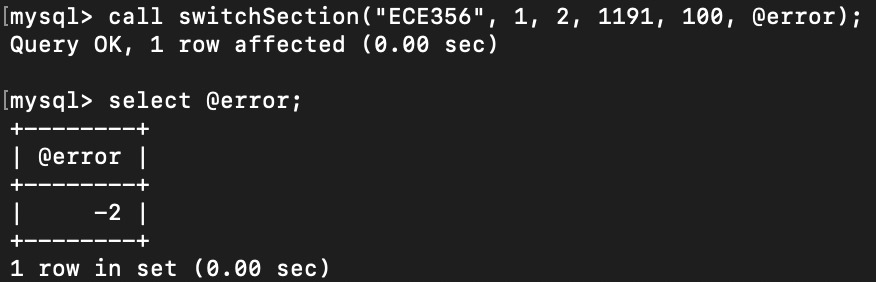 [mysql> call switchSection("ECE356", 1, 2, 1191, 100, @error);
Query OK, 1 row affected (0.00 sec)
[mysql> select @error;
+--------+
| @error |
+--------+
|     -2 |
+--------+
1 row in set (0.00 sec)